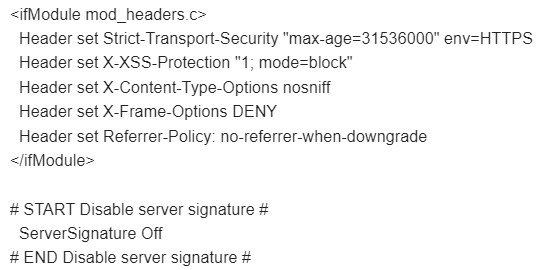 <ifModule mod_headers.c>
Header set Strict-Transport-Security "max-age=31536000" env=HTTPS
Header set X-XSS-Protection "1; mode=block"
Header set X-Content-Type-Options nosniff
Header set X-Frame-Options DENY
Header set Referrer-Policy: no-referrer-when-downgrade
</ifModule>
# START Disable server signature #
ServerSignature Off
# END Disable server signature #